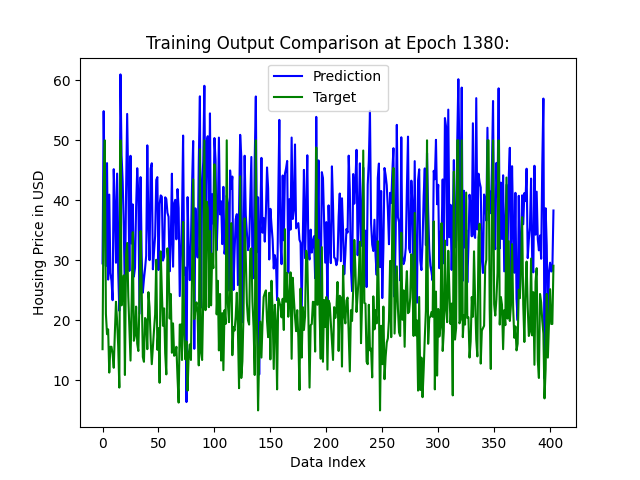 Training Output Comparison at Epoch 1380:
Prediction
Target
Housing Price in USD
60
50
40
30
20
10
0 50 100 150 200 250 300 350 400
Data Index